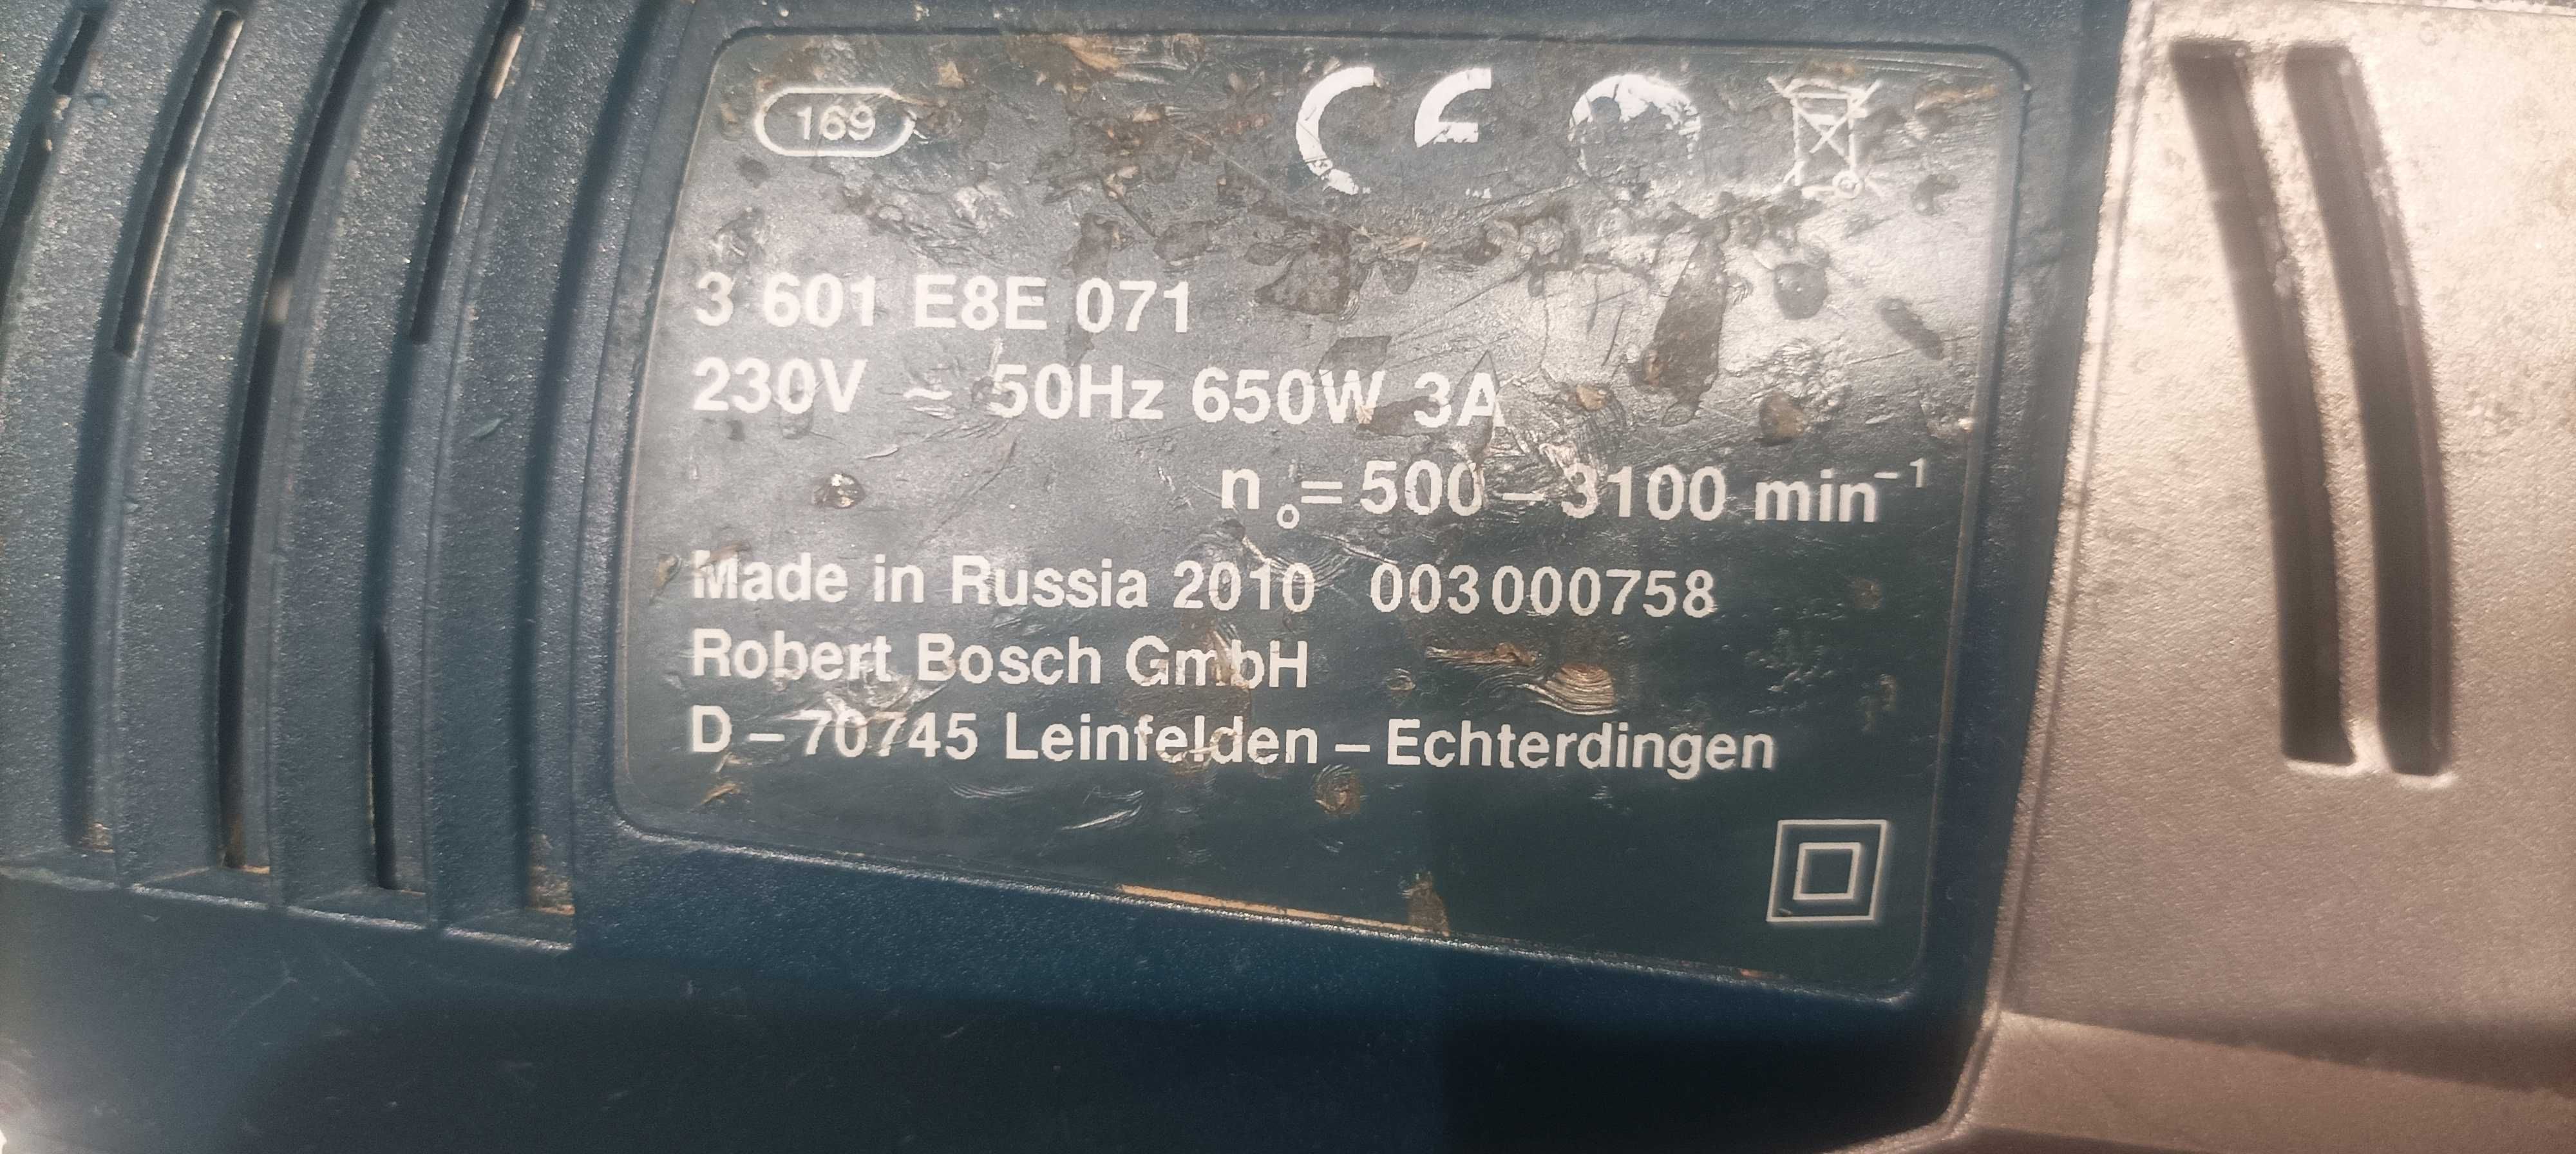 169 CE
3 601 E8E 071
230V ~ 50Hz 650W 3A
n₀= 500 – 3100 min⁻¹
Made in Russia 2010 003000758
Robert Bosch GmbH
D – 70745 Leinfelden – Echterdingen